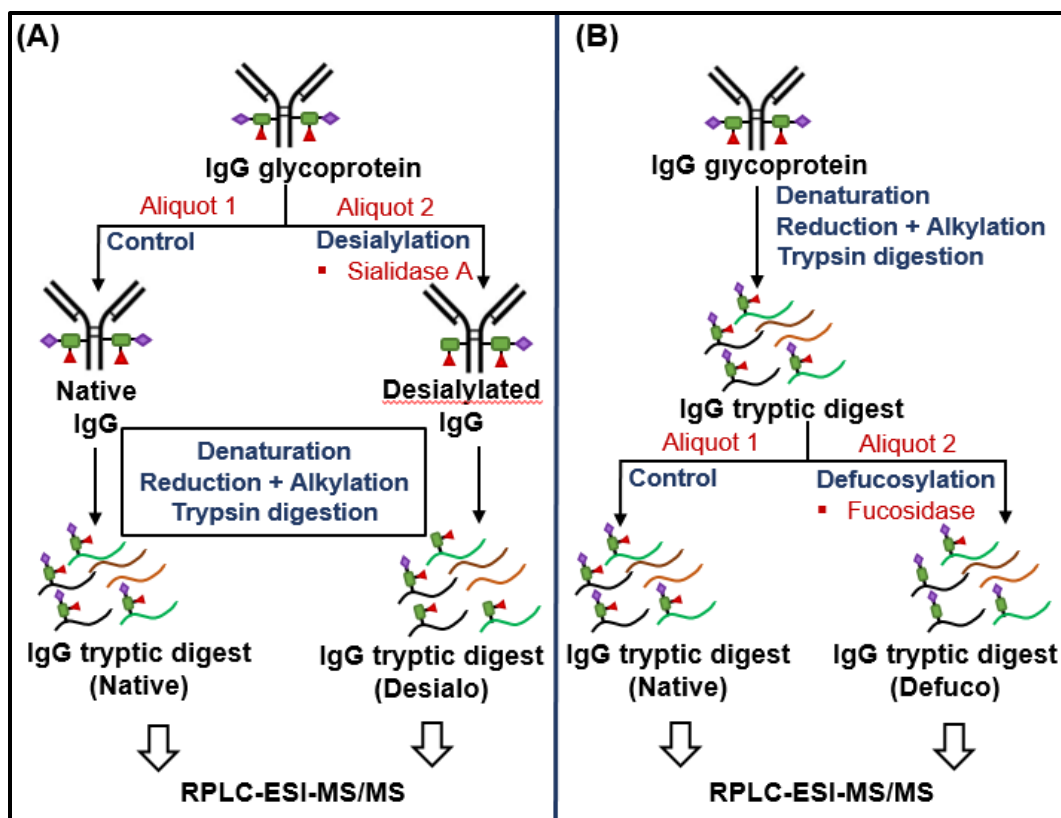 (A)
IgG glycoprotein
Aliquot 1
Aliquot 2
Control
Desialylation
▪ Sialidase A
Native
IgG
Desialylated
IgG
Denaturation
Reduction + Alkylation
Trypsin digestion
IgG tryptic digest
(Native)
IgG tryptic digest
(Desialo)
RPLC-ESI-MS/MS
(B)
IgG glycoprotein
Denaturation
Reduction + Alkylation
Trypsin digestion
IgG tryptic digest
Aliquot 1
Aliquot 2
Control
Defucosylation
▪ Fucosidase
IgG tryptic digest
(Native)
IgG tryptic digest
(Defuco)
RPLC-ESI-MS/MS